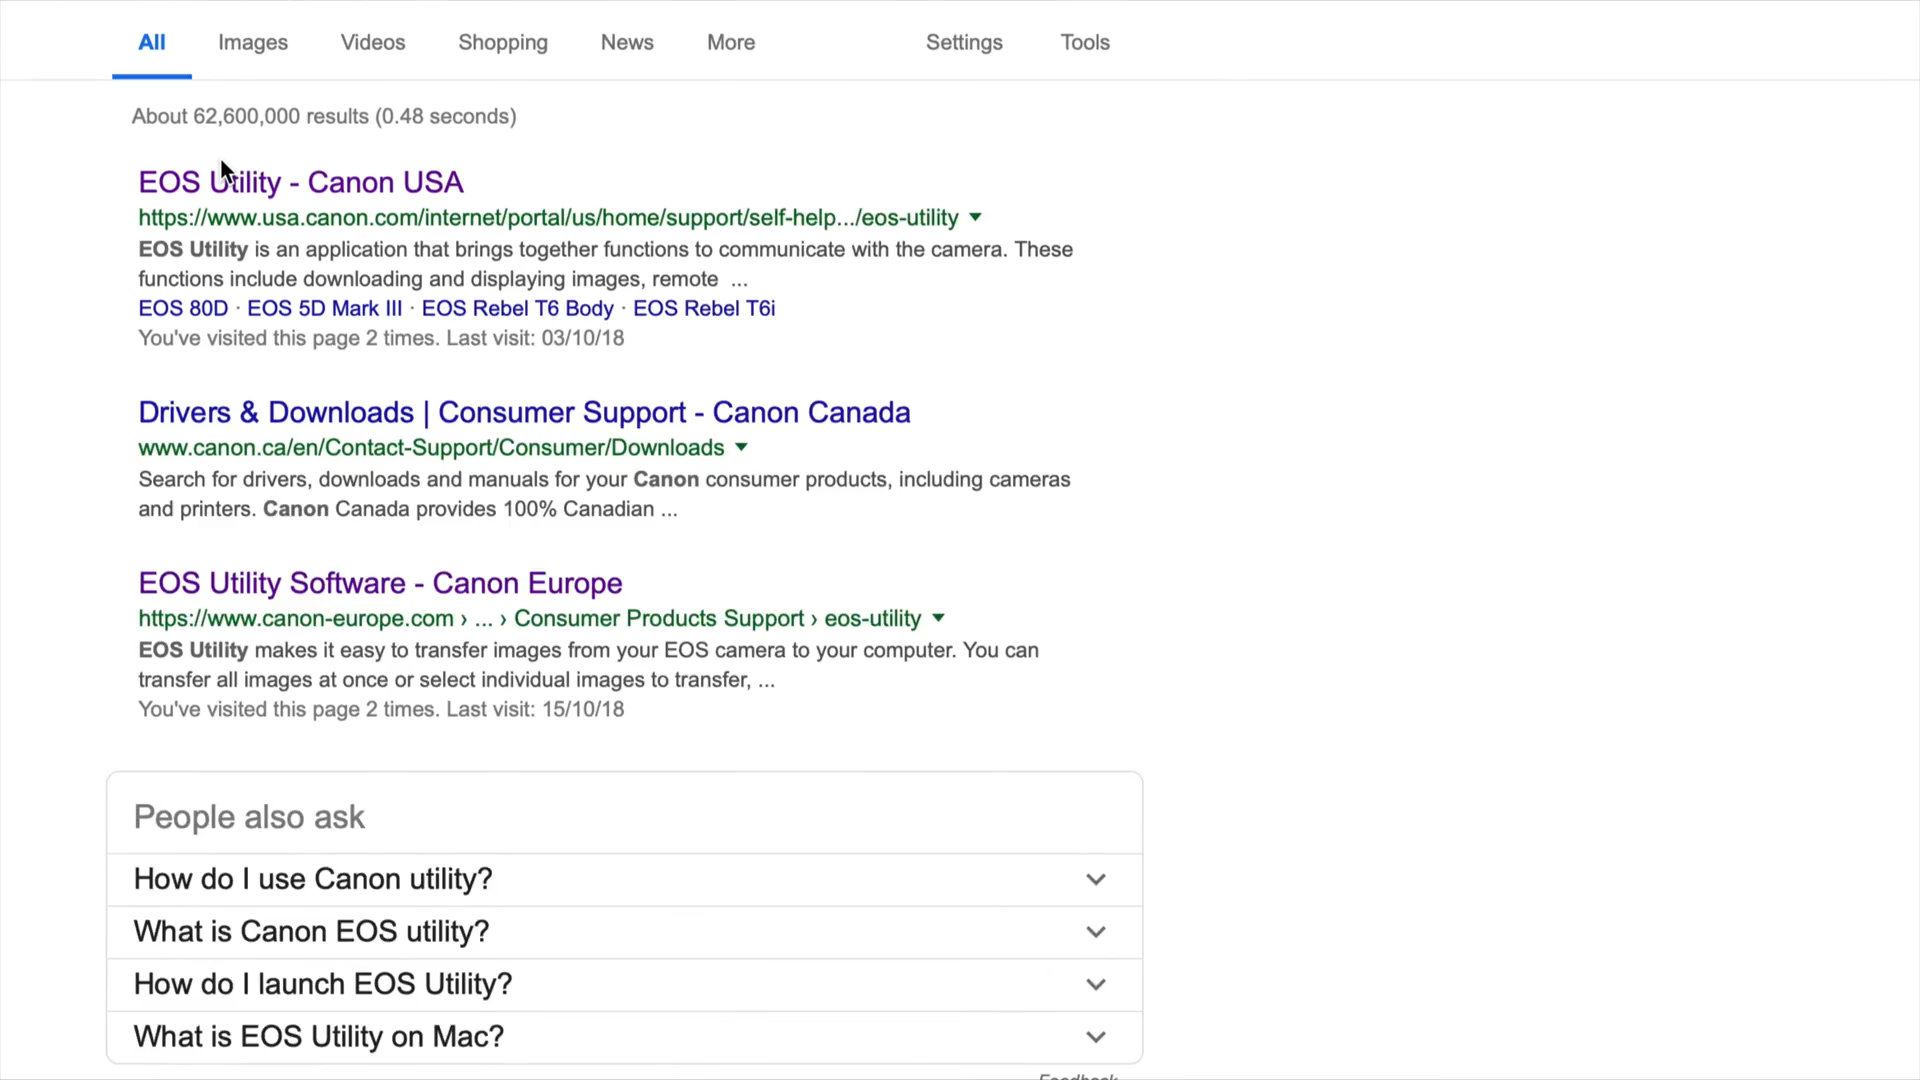 All Images Videos Shopping News More Settings Tools
About 62,600,000 results (0.48 seconds)
EOS Utility - Canon USA
https://www.usa.canon.com/internet/portal/us/home/support/self-help.../eos-utility
EOS Utility is an application that brings together functions to communicate with the camera. These
functions include downloading and displaying images, remote ...
EOS 80D · EOS 5D Mark III · EOS Rebel T6 Body · EOS Rebel T6i
You've visited this page 2 times. Last visit: 03/10/18
Drivers & Downloads | Consumer Support - Canon Canada
www.canon.ca/en/Contact-Support/Consumer/Downloads
Search for drivers, downloads and manuals for your Canon consumer products, including cameras
and printers. Canon Canada provides 100% Canadian ...
EOS Utility Software - Canon Europe
https://www.canon-europe.com › ... › Consumer Products Support › eos-utility
EOS Utility makes it easy to transfer images from your EOS camera to your computer. You can
transfer all images at once or select individual images to transfer, ...
You've visited this page 2 times. Last visit: 15/10/18
People also ask
How do I use Canon utility?
What is Canon EOS utility?
How do I launch EOS Utility?
What is EOS Utility on Mac?
Feedback